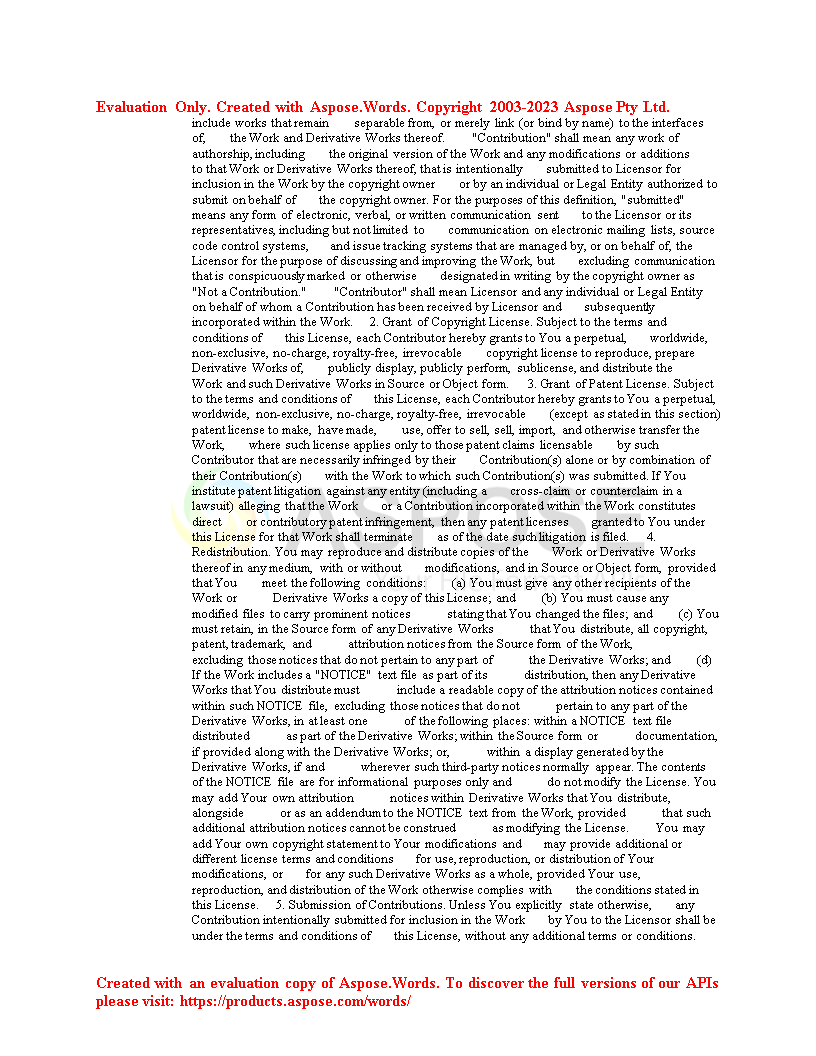 Evaluation Only. Created with Aspose.Words. Copyright 2003-2023 Aspose Pty Ltd.
include works that remain separable from, or merely link (or bind by name) to the interfaces
of, the Work and Derivative Works thereof. "Contribution" shall mean any work of
authorship, including the original version of the Work and any modifications or additions
to that Work or Derivative Works thereof, that is intentionally submitted to Licensor for
inclusion in the Work by the copyright owner or by an individual or Legal Entity authorized to
submit on behalf of the copyright owner. For the purposes of this definition, "submitted"
means any form of electronic, verbal, or written communication sent to the Licensor or its
representatives, including but not limited to communication on electronic mailing lists, source
code control systems, and issue tracking systems that are managed by, or on behalf of, the
Licensor for the purpose of discussing and improving the Work, but excluding communication
that is conspicuously marked or otherwise designated in writing by the copyright owner as
"Not a Contribution." "Contributor" shall mean Licensor and any individual or Legal Entity
on behalf of whom a Contribution has been received by Licensor and subsequently
incorporated within the Work. 2. Grant of Copyright License. Subject to the terms and
conditions of this License, each Contributor hereby grants to You a perpetual, worldwide,
non-exclusive, no-charge, royalty-free, irrevocable copyright license to reproduce, prepare
Derivative Works of, publicly display, publicly perform, sublicense, and distribute the
Work and such Derivative Works in Source or Object form. 3. Grant of Patent License. Subject
to the terms and conditions of this License, each Contributor hereby grants to You a perpetual,
worldwide, non-exclusive, no-charge, royalty-free, irrevocable (except as stated in this section)
patent license to make, have made, use, offer to sell, sell, import, and otherwise transfer the
Work, where such license applies only to those patent claims licensable by such
Contributor that are necessarily infringed by their Contribution(s) alone or by combination of
their Contribution(s) with the Work to which such Contribution(s) was submitted. If You
institute patent litigation against any entity (including a cross-claim or counterclaim in a
lawsuit) alleging that the Work or a Contribution incorporated within the Work constitutes
direct or contributory patent infringement, then any patent licenses granted to You under
this License for that Work shall terminate as of the date such litigation is filed. 4.
Redistribution. You may reproduce and distribute copies of the Work or Derivative Works
thereof in any medium, with or without modifications, and in Source or Object form, provided
that You meet the following conditions: (a) You must give any other recipients of the
Work or Derivative Works a copy of this License; and (b) You must cause any
modified files to carry prominent notices stating that You changed the files; and (c) You
must retain, in the Source form of any Derivative Works that You distribute, all copyright,
patent, trademark, and attribution notices from the Source form of the Work,
excluding those notices that do not pertain to any part of the Derivative Works; and (d)
If the Work includes a "NOTICE" text file as part of its distribution, then any Derivative
Works that You distribute must include a readable copy of the attribution notices contained
within such NOTICE file, excluding those notices that do not pertain to any part of the
Derivative Works, in at least one of the following places: within a NOTICE text file
distributed as part of the Derivative Works; within the Source form or documentation,
if provided along with the Derivative Works; or, within a display generated by the
Derivative Works, if and wherever such third-party notices normally appear. The contents
of the NOTICE file are for informational purposes only and do not modify the License. You
may add Your own attribution notices within Derivative Works that You distribute,
alongside or as an addendum to the NOTICE text from the Work, provided that such
additional attribution notices cannot be construed as modifying the License. You may
add Your own copyright statement to Your modifications and may provide additional or
different license terms and conditions for use, reproduction, or distribution of Your
modifications, or for any such Derivative Works as a whole, provided Your use,
reproduction, and distribution of the Work otherwise complies with the conditions stated in
this License. 5. Submission of Contributions. Unless You explicitly state otherwise, any
Contribution intentionally submitted for inclusion in the Work by You to the Licensor shall be
under the terms and conditions of this License, without any additional terms or conditions.
ASPOSE
Created with an evaluation copy of Aspose.Words. To discover the full versions of our APIs
please visit: https://products.aspose.com/words/